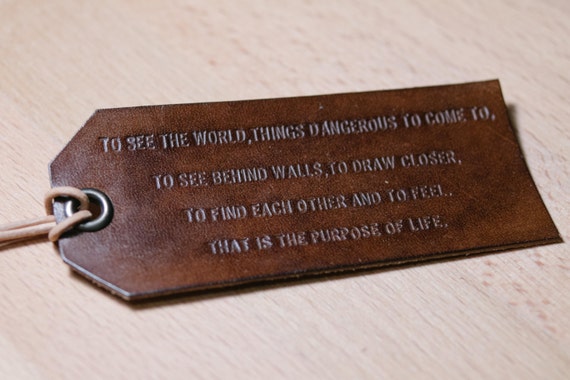 TO SEE THE WORLD,THINGS DANGEROUS TO COME TO,
TO SEE BEHIND WALLS,TO DRAW CLOSER,
TO FIND EACH OTHER AND TO FEEL.
THAT IS THE PURPOSE OF LIFE.